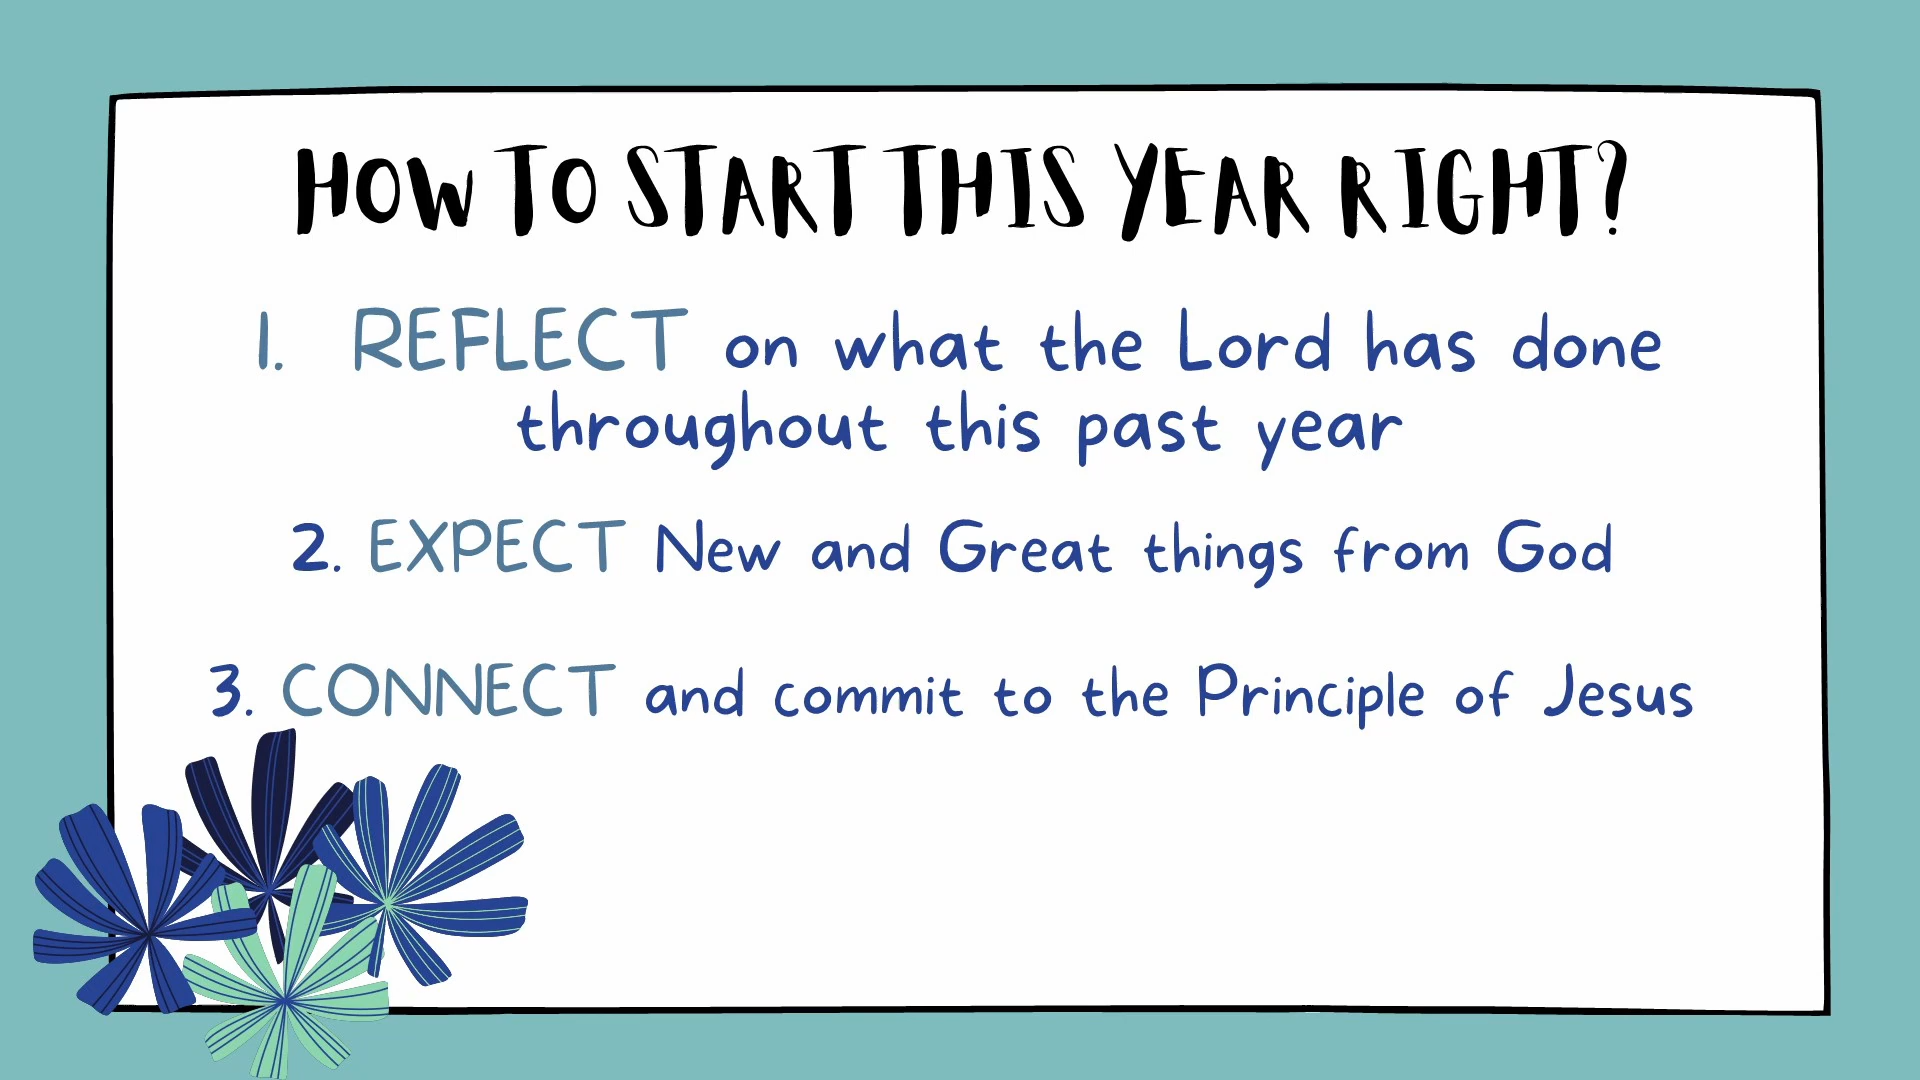 HOW TO START THIS YEAR RIGHT?
1. REFLECT on what the Lord has done
throughout this past year
2. EXPECT New and Great things from God
3. CONNECT and commit to the Principle of Jesus